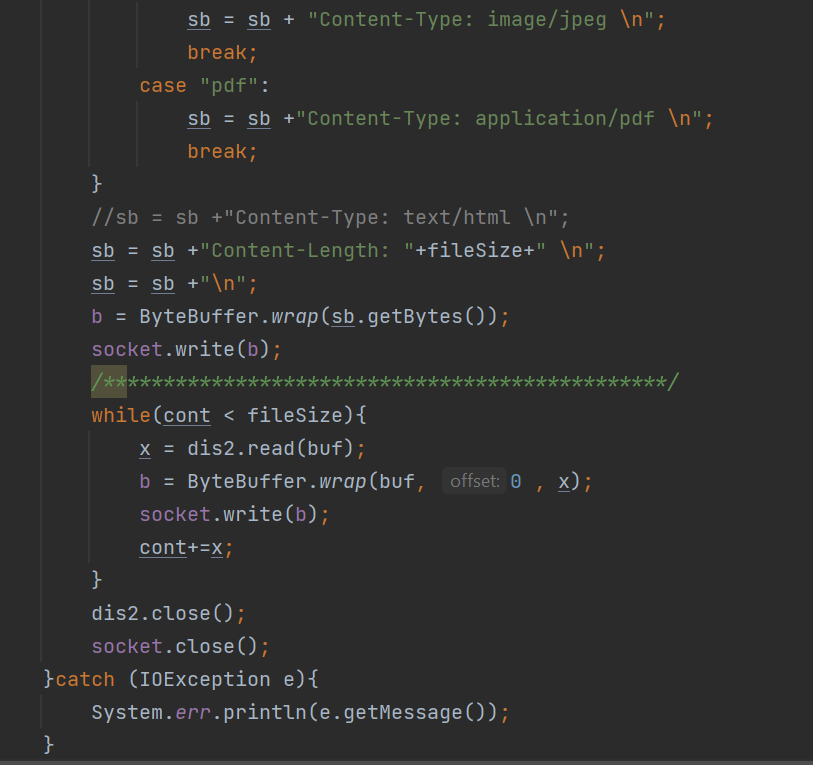 sb = sb + "Content-Type: image/jpeg \n";
break;
case "pdf":
sb = sb +"Content-Type: application/pdf \n";
break;
}
//sb = sb +"Content-Type: text/html \n";
sb = sb +"Content-Length: "+fileSize+" \n";
sb = sb +"\n";
b = ByteBuffer.wrap(sb.getBytes());
socket.write(b);
/***********************************************/
while(cont < fileSize){
x = dis2.read(buf);
b = ByteBuffer.wrap(buf, offset: 0 , x);
socket.write(b);
cont+=x;
}
dis2.close();
socket.close();
}catch (IOException e){
System.err.println(e.getMessage());
}